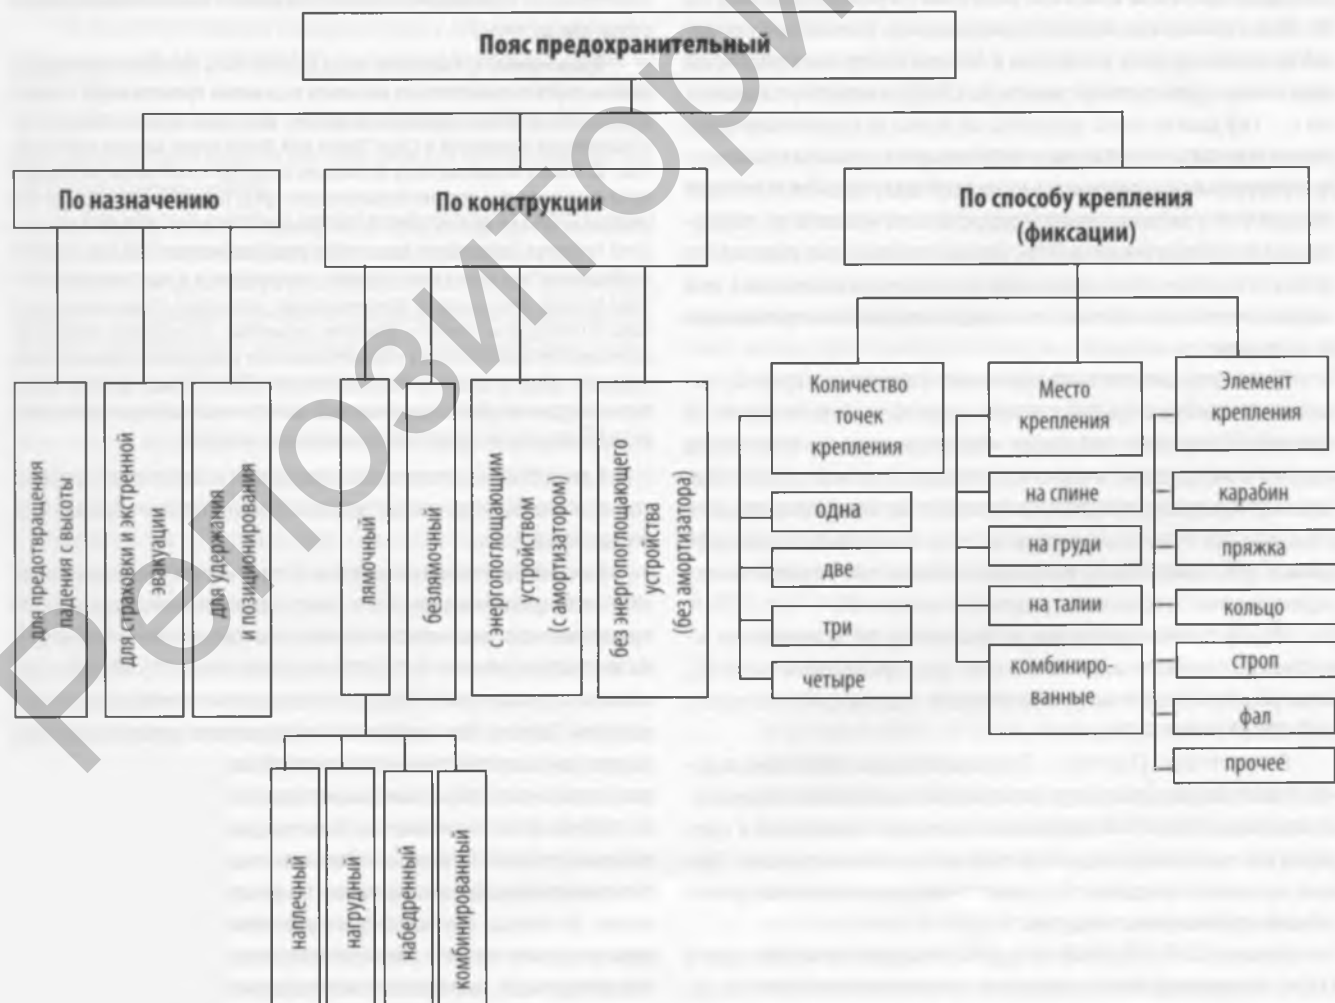 Пояс предохранительный
По назначению
для предотвращения
падения с высоты
для страховки и экстренной
эвакуации
для удержания
и позиционирования
По конструкции
лямочный
наплечный
нагрудный
набедренный
комбинированный
безлямочный
с энергопоглощающим
устройством
(с амортизатором)
без энергопоглощающего
устройства
(без амортизатора)
По способу крепления
(фиксации)
Количество
точек
крепления
одна
две
три
четыре
Место
крепления
на спине
на груди
на талии
комбиниро-
ванные
Элемент
крепления
карабин
пряжка
кольцо
строп
фал
прочее
Репозитори